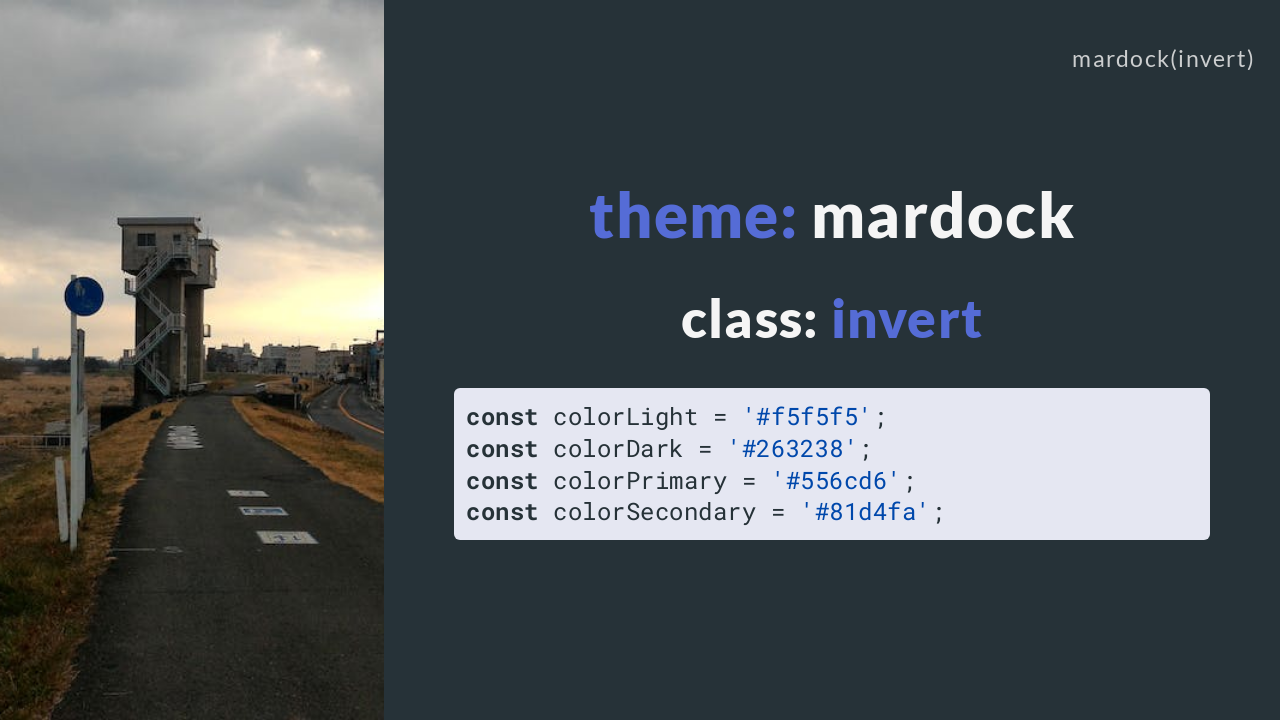 mardock(invert)
theme: mardock
class: invert
const colorLight = '#f5f5f5';
const colorDark = '#263238';
const colorPrimary = '#556cd6';
const colorSecondary = '#81d4fa';